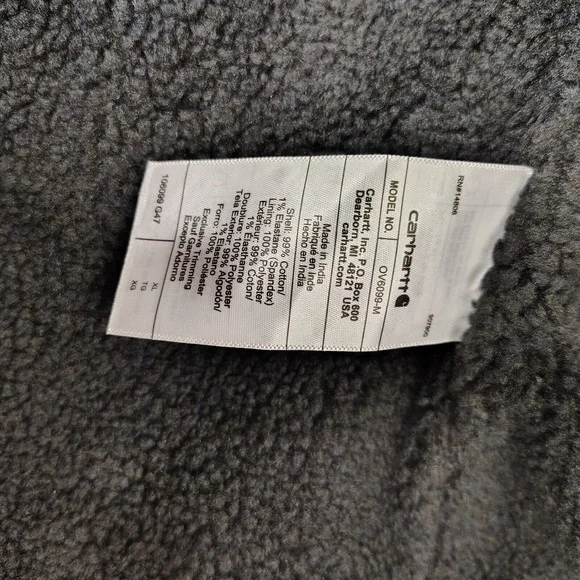 RN#14806
carhartt
MODEL NO. OV6099-M
Carhartt, Inc. P.O. Box 600
Dearborn, MI 48121 USA
carhartt.com
Made in India
Fabriqué en Inde
Hecho en India
Shell: 99% Cotton/
1% Elastane (Spandex)
Lining: 100% Polyester
Extérieur: 99% Coton/
1% Élasthanne
Doublure: 100% Polyester
Tela Exterior: 99% Algodón/
1% Elastano
Forro: 100% Poliéster
Exclusive of Trimming
Sauf Garnitures
Excepto Adorno
106099 G47
XL
TG
XG